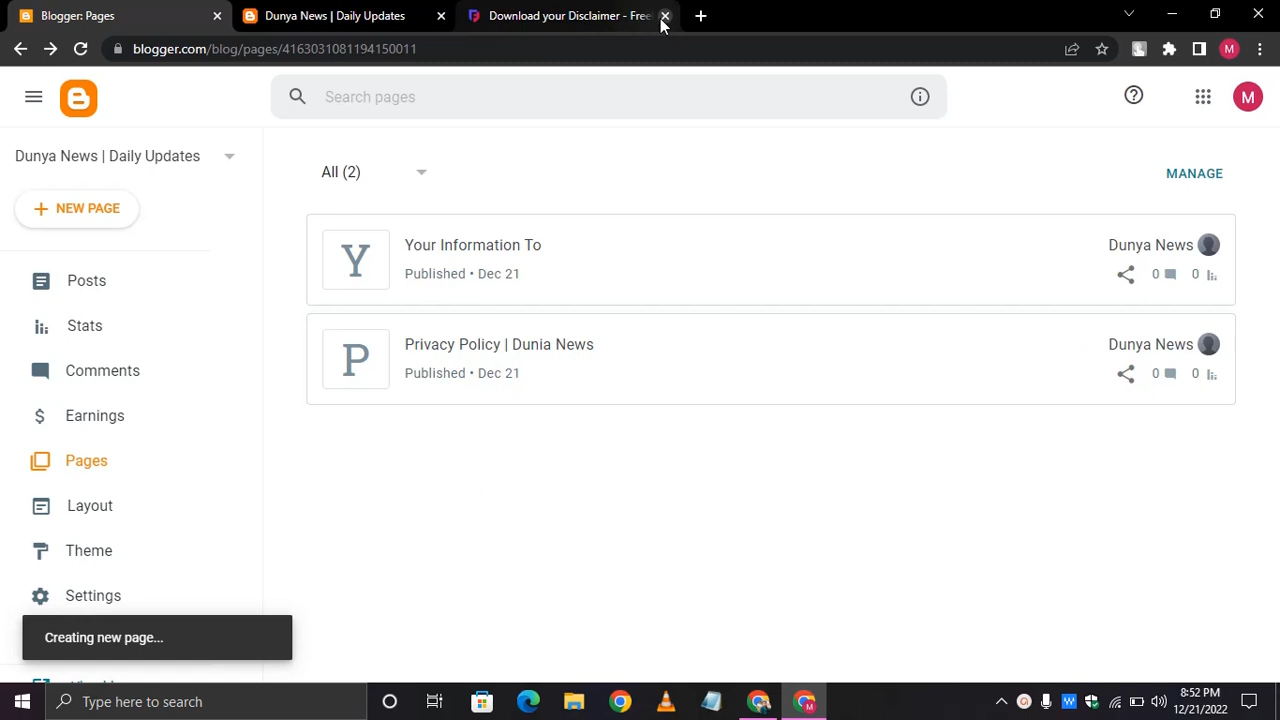 Blogger: Pages
Dunya News | Daily Updates
Download your Disclaimer - Free
blogger.com/blog/pages/4163031081194150011
M
Search pages
M
Dunya News | Daily Updates
All (2)
MANAGE
NEW PAGE
Y
Your Information To
Published • Dec 21
Dunya News
0
0
P
Privacy Policy | Dunia News
Published • Dec 21
Dunya News
0
0
Posts
Stats
Comments
Earnings
Pages
Layout
Theme
Settings
Creating new page...
Type here to search
8:52 PM
12/21/2022